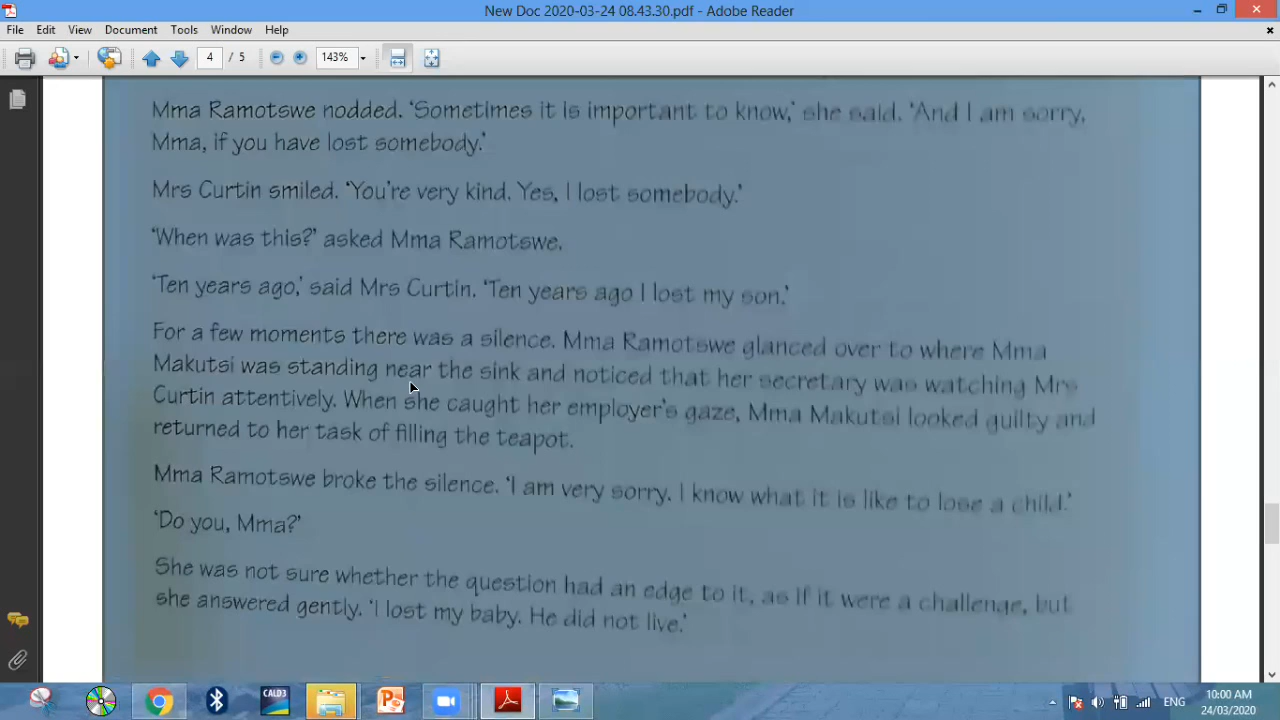 New Doc 2020-03-24 08.43.30.pdf - Adobe Reader
File Edit View Document Tools Window Help
4 / 5 143%
Mma Ramotswe nodded. ‘Sometimes it is important to know,’ she said. ‘And I am sorry,
Mma, if you have lost somebody.’
Mrs Curtin smiled. ‘You’re very kind. Yes, I lost somebody.’
‘When was this?’ asked Mma Ramotswe.
‘Ten years ago,’ said Mrs Curtin. ‘Ten years ago I lost my son.’
For a few moments there was a silence. Mma Ramotswe glanced over to where Mma
Makutsi was standing near the sink and noticed that her secretary was watching Mrs
Curtin attentively. When she caught her employer’s gaze, Mma Makutsi looked guilty and
returned to her task of filling the teapot.
Mma Ramotswe broke the silence. ‘I am very sorry. I know what it is like to lose a child.’
‘Do you, Mma?’
She was not sure whether the question had an edge to it, as if it were a challenge, but
she answered gently. ‘I lost my baby. He did not live.’
CALD3
ENG
10:00 AM
24/03/2020